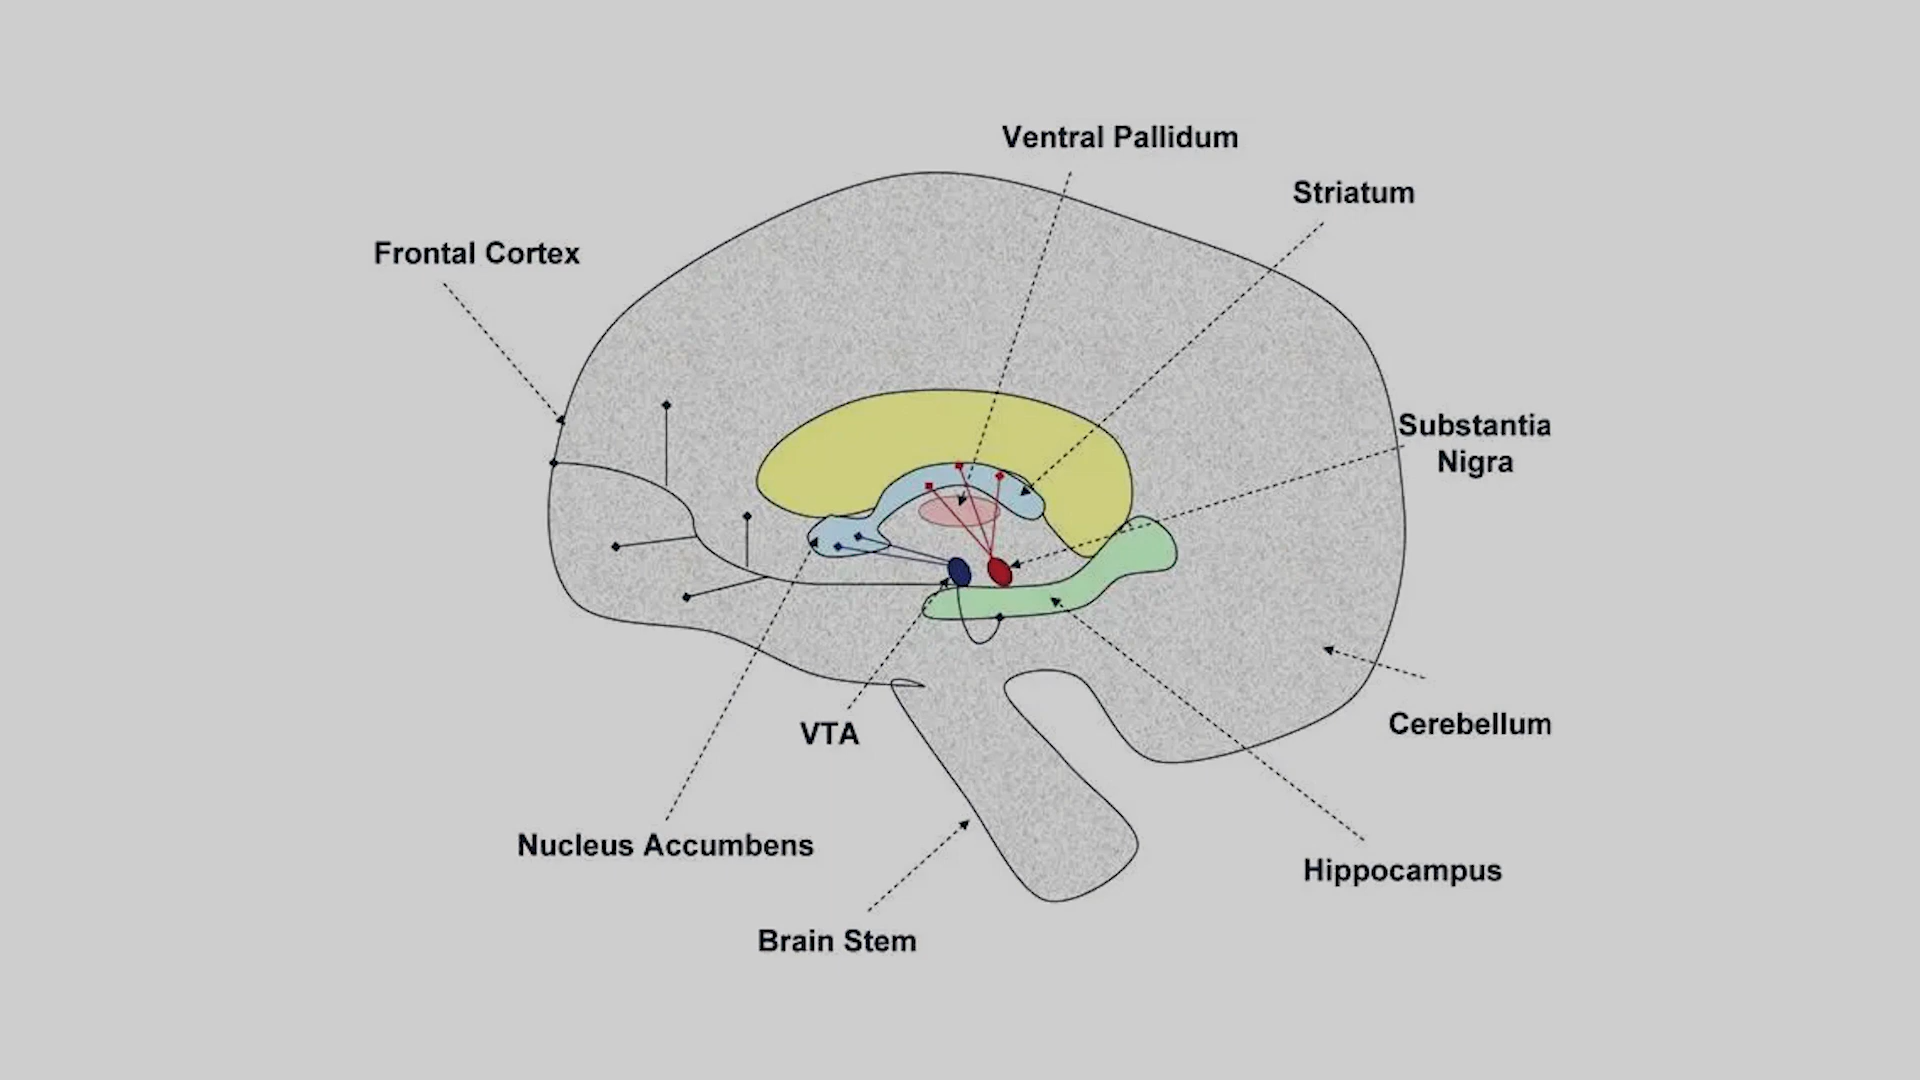 Ventral Pallidum
Striatum
Frontal Cortex
Substantia
Nigra
VTA
Cerebellum
Nucleus Accumbens
Hippocampus
Brain Stem